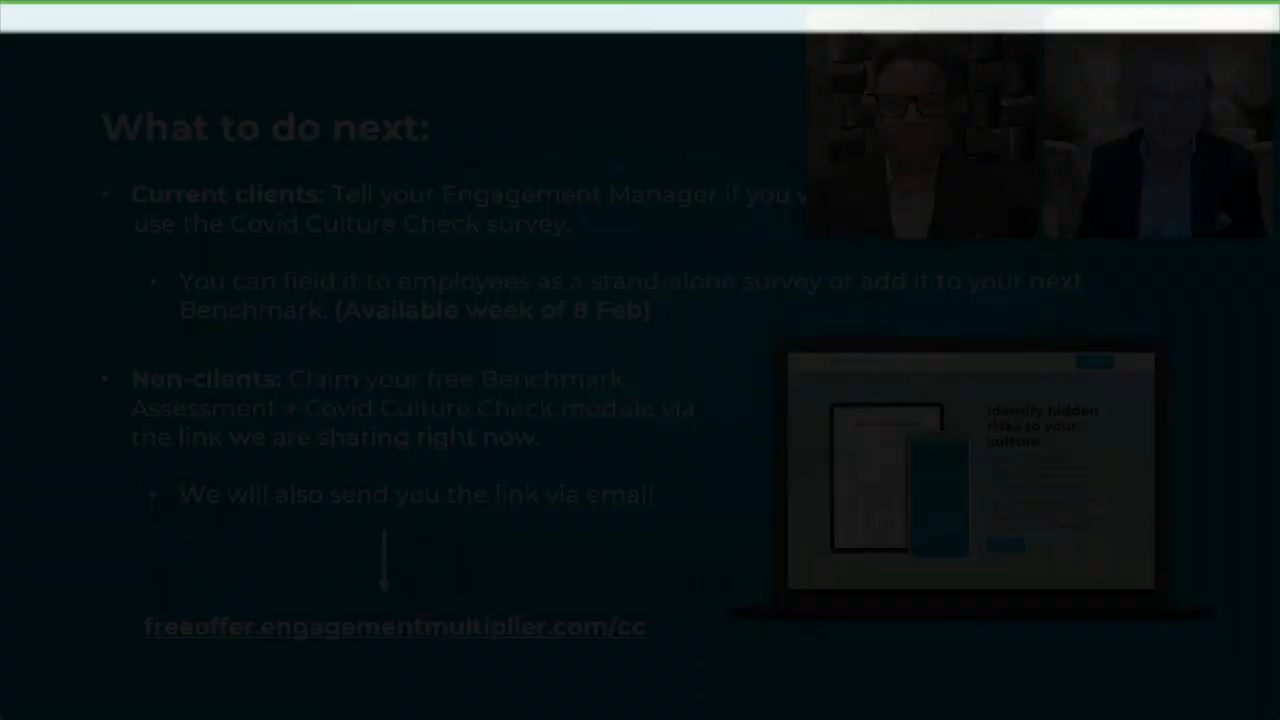 What to do next:
• Current clients: Tell your Engagement Manager if you
use the Covid Culture Check survey.
• You can field it to employees as a stand-alone survey or add it to your next
Benchmark. (Available week of 8 Feb)
• Non-clients: Claim your free Benchmark
Assessment + Covid Culture Check module via
the link we are sharing right now.
• We will also send you the link via email
freeoffer.engagementmultiplier.com/cc
Identify hidden
risks to your
culture